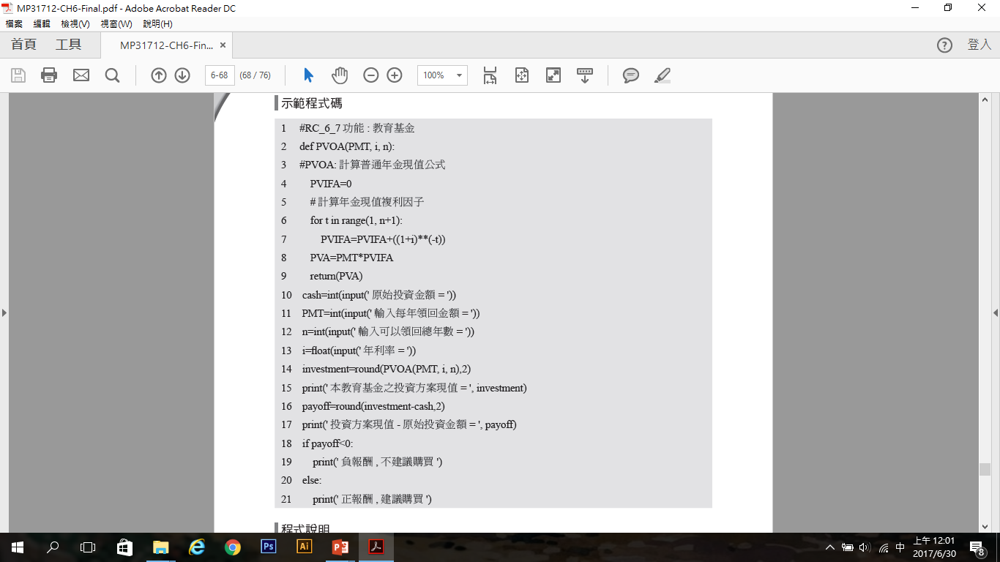 MP31712-CH6-Final.pdf - Adobe Acrobat Reader DC
檔案 編輯 檢視(V) 視窗(W) 說明(H)
首頁 工具 MP31712-CH6-Fin... × 登入
6-68 (68 / 76) 100%
示範程式碼
1 #RC_6_7 功能 : 教育基金
2 def PVOA(PMT, i, n):
3 #PVOA: 計算普通年金現值公式
4 PVIFA=0
5 # 計算年金現值複利因子
6 for t in range(1, n+1):
7 PVIFA=PVIFA+((1+i)**(-t))
8 PVA=PMT*PVIFA
9 return(PVA)
10 cash=int(input(' 原始投資金額 = '))
11 PMT=int(input(' 輸入每年領回金額 = '))
12 n=int(input(' 輸入可以領回總年數 = '))
13 i=float(input(' 年利率 = '))
14 investment=round(PVOA(PMT, i, n),2)
15 print(' 本教育基金之投資方案現值 = ', investment)
16 payoff=round(investment-cash,2)
17 print(' 投資方案現值 - 原始投資金額 = ', payoff)
18 if payoff<0:
19 print(' 負報酬 , 不建議購買 ')
20 else:
21 print(' 正報酬 , 建議購買 ')
程式說明
Ps Ai 中 上午 12:01
2017/6/30 8